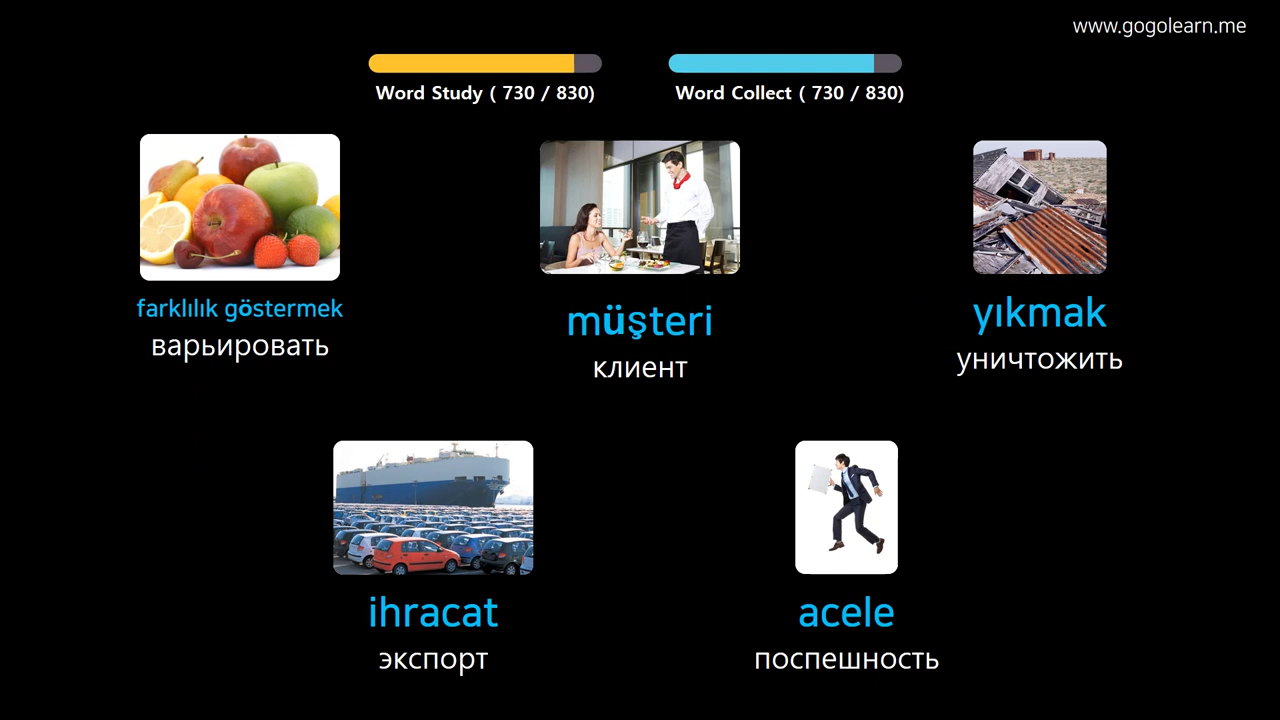 www.gogolearn.me
Word Study ( 730 / 830)
Word Collect ( 730 / 830)
farklılık göstermek
варьировать
müşteri
клиент
yıkmak
уничтожить
ihracat
экспорт
acele
поспешность